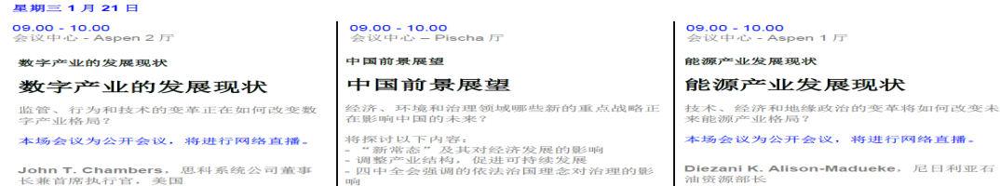 星期三 1 月 21 日
09.00 - 10.00
会议中心 - Aspen 2 厅
数字产业的发展现状
数字产业的发展现状
监管、行为和技术的变革正在如何改变数
字产业格局？
本场会议为公开会议，将进行网络直播。
John T. Chambers，思科系统公司董事
长兼首席执行官，美国
09.00 - 10.00
会议中心 – Pischa 厅
中国前景展望
中国前景展望
经济、环境和治理领域哪些新的重点战略正
在影响中国的未来？
将探讨以下内容：
- “新常态”及其对经济发展的影响
- 调整产业结构，促进可持续发展
- 四中全会强调的依法治国理念对治理的影
响
09.00 - 10.00
会议中心 - Aspen 1 厅
能源产业发展现状
能源产业发展现状
技术、经济和地缘政治的变革将如何改变未
来能源产业格局？
本场会议为公开会议，将进行网络直播。
Diezani K. Alison-Madueke，尼日利亚石
油资源部长